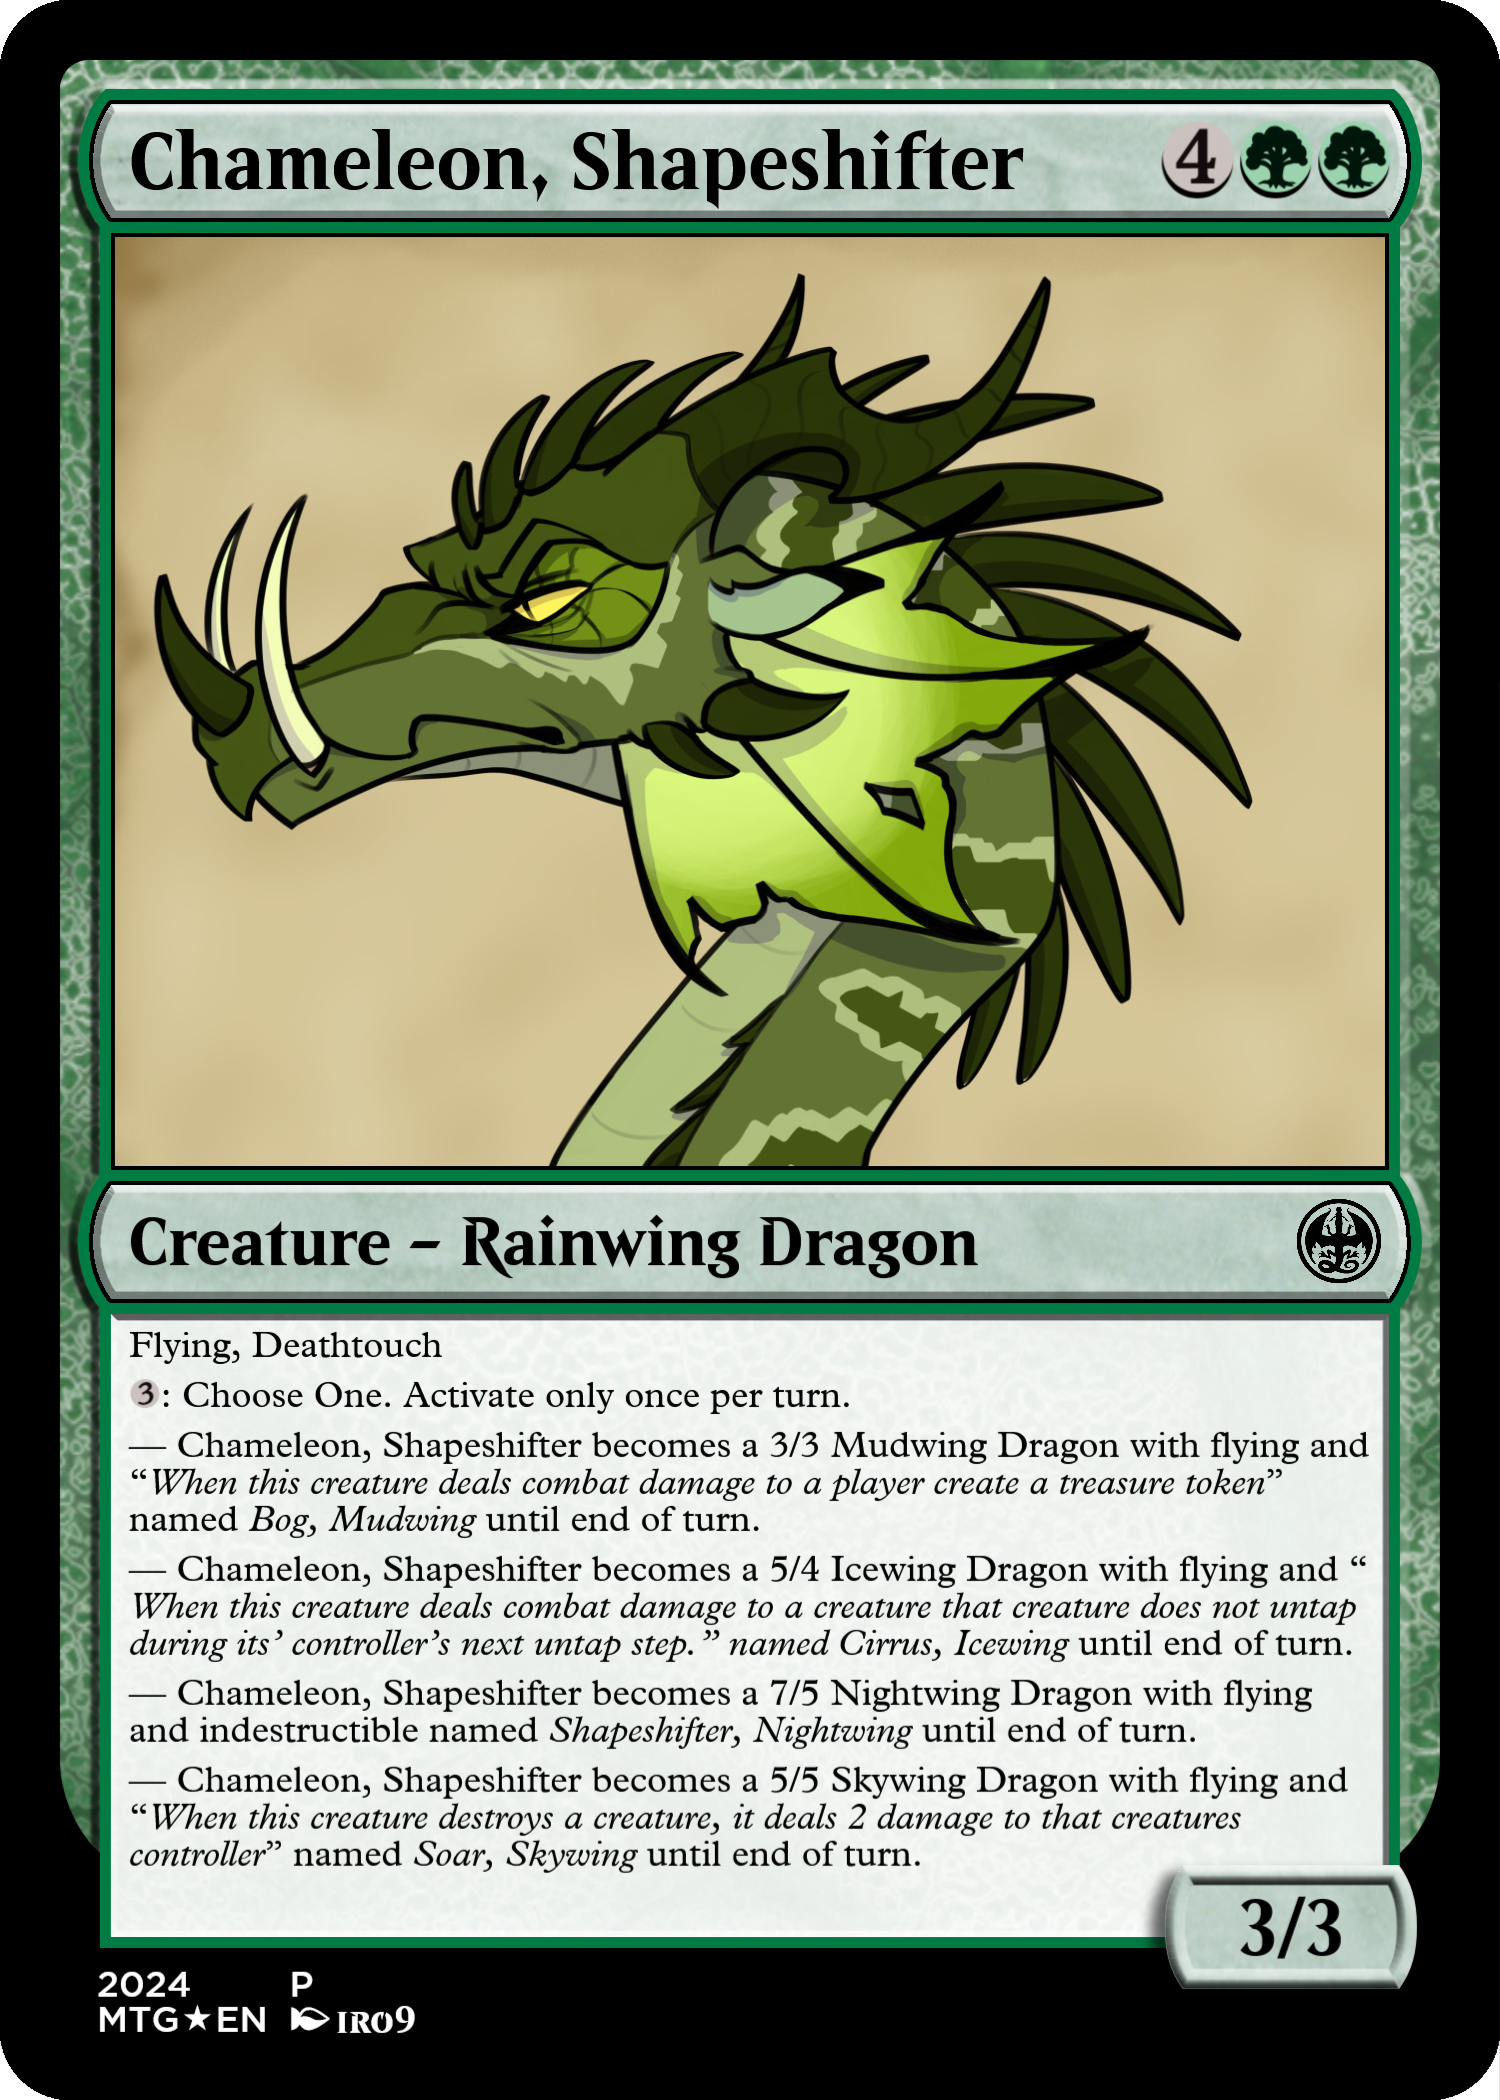 Chameleon, Shapeshifter 4
Creature – Rainwing Dragon
Flying, Deathtouch
3: Choose One. Activate only once per turn.
— Chameleon, Shapeshifter becomes a 3/3 Mudwing Dragon with flying and
“When this creature deals combat damage to a player create a treasure token”
named Bog, Mudwing until end of turn.
— Chameleon, Shapeshifter becomes a 5/4 Icewing Dragon with flying and “
When this creature deals combat damage to a creature that creature does not untap
during its’ controller’s next untap step.” named Cirrus, Icewing until end of turn.
— Chameleon, Shapeshifter becomes a 7/5 Nightwing Dragon with flying
and indestructible named Shapeshifter, Nightwing until end of turn.
— Chameleon, Shapeshifter becomes a 5/5 Skywing Dragon with flying and
“When this creature destroys a creature, it deals 2 damage to that creatures
controller” named Soar, Skywing until end of turn.
3/3
2024 P
MTG★EN IRO9